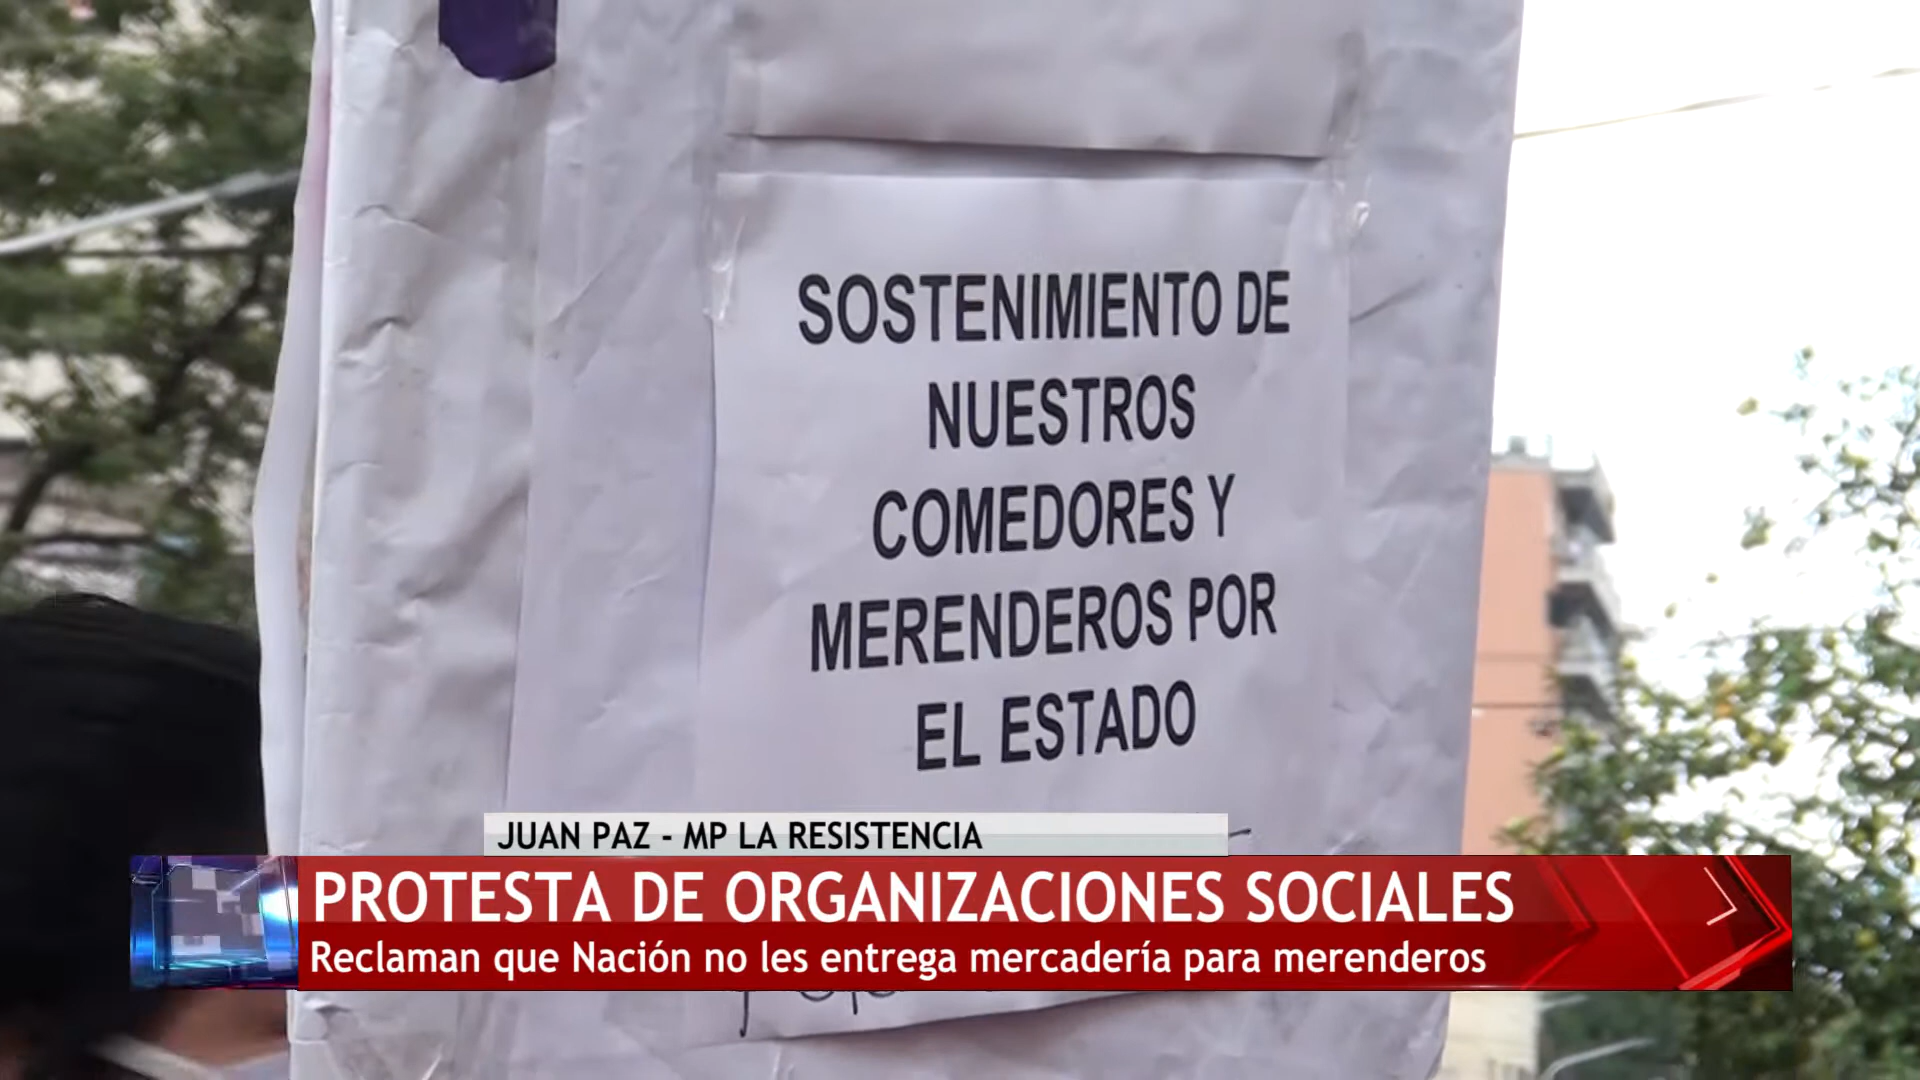 SOSTENIMIENTO DE
NUESTROS
COMEDORES Y
MERENDEROS POR
EL ESTADO
JUAN PAZ - MP LA RESISTENCIA
PROTESTA DE ORGANIZACIONES SOCIALES
Reclaman que Nación no les entrega mercadería para merenderos